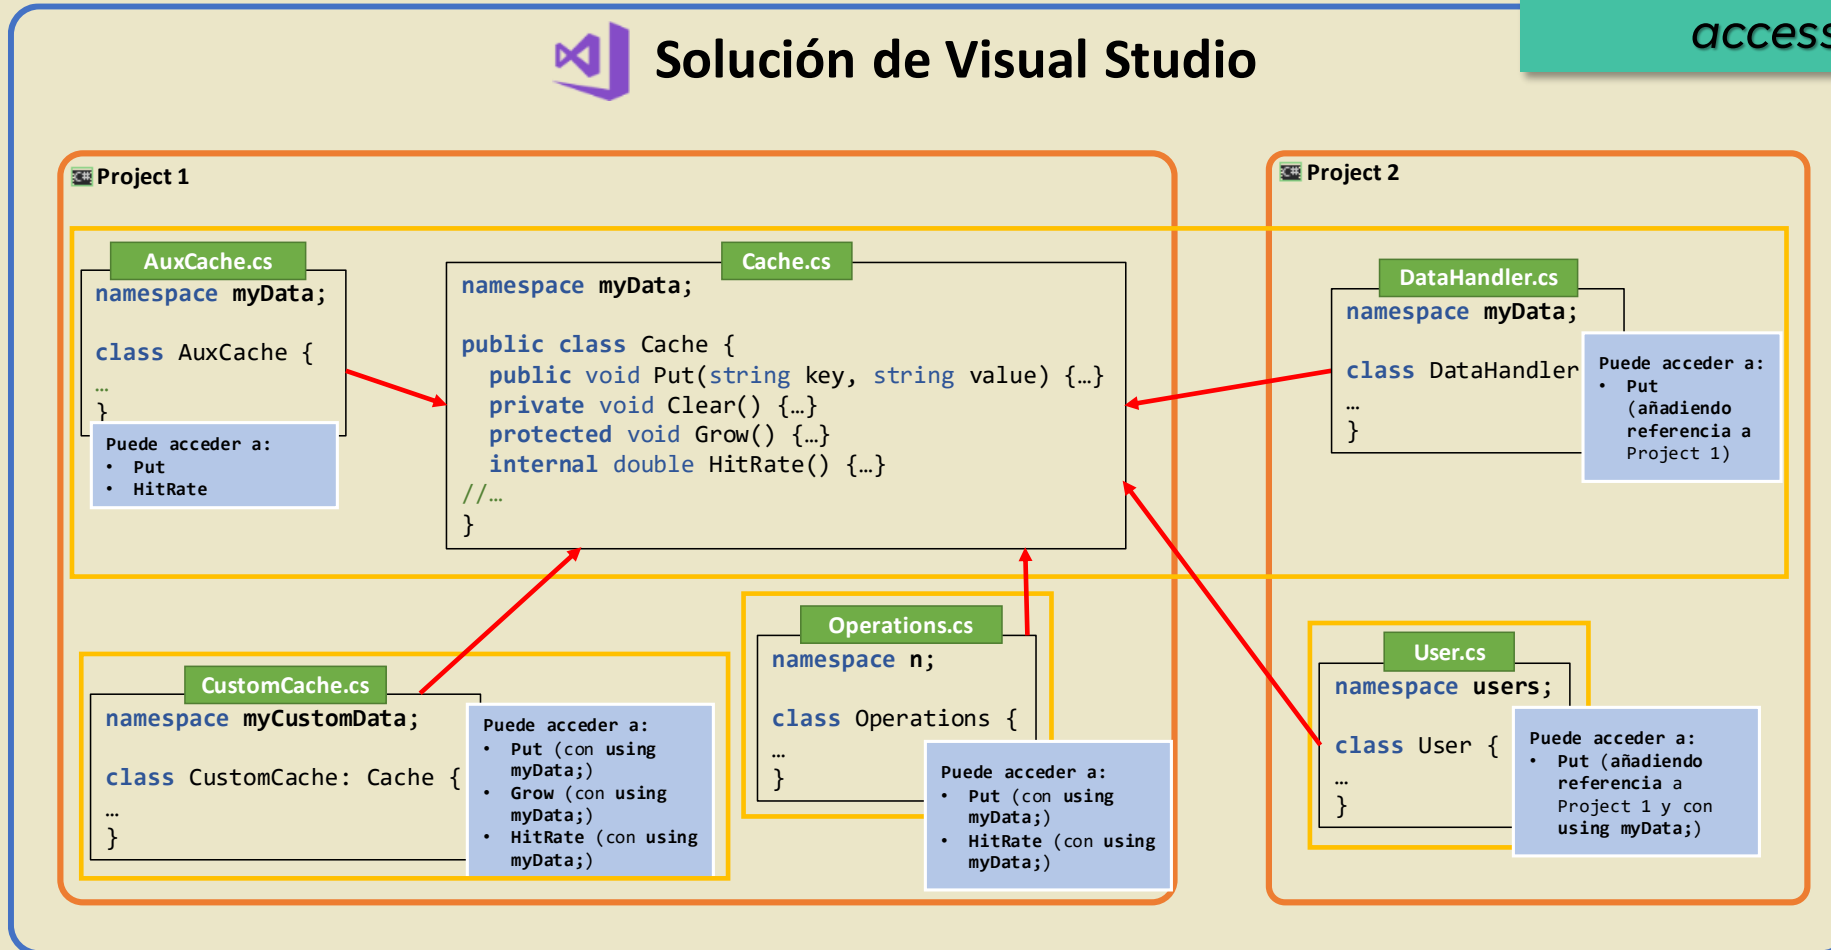 access
Solución de Visual Studio
Project 1
AuxCache.cs
namespace myData;
class AuxCache {
…
}
Puede acceder a:
• Put
• HitRate
Cache.cs
namespace myData;
public class Cache {
public void Put(string key, string value) {…}
private void Clear() {…}
protected void Grow() {…}
internal double HitRate() {…}
//…
}
CustomCache.cs
namespace myCustomData;
class CustomCache: Cache {
…
}
Puede acceder a:
• Put (con using
myData;)
• Grow (con using
myData;)
• HitRate (con using
myData;)
Operations.cs
namespace n;
class Operations {
…
}
Puede acceder a:
• Put (con using
myData;)
• HitRate (con using
myData;)
Project 2
DataHandler.cs
namespace myData;
class DataHandler
…
}
Puede acceder a:
• Put
(añadiendo
referencia a
Project 1)
User.cs
namespace users;
class User {
…
}
Puede acceder a:
• Put (añadiendo
referencia a
Project 1 y con
using myData;)